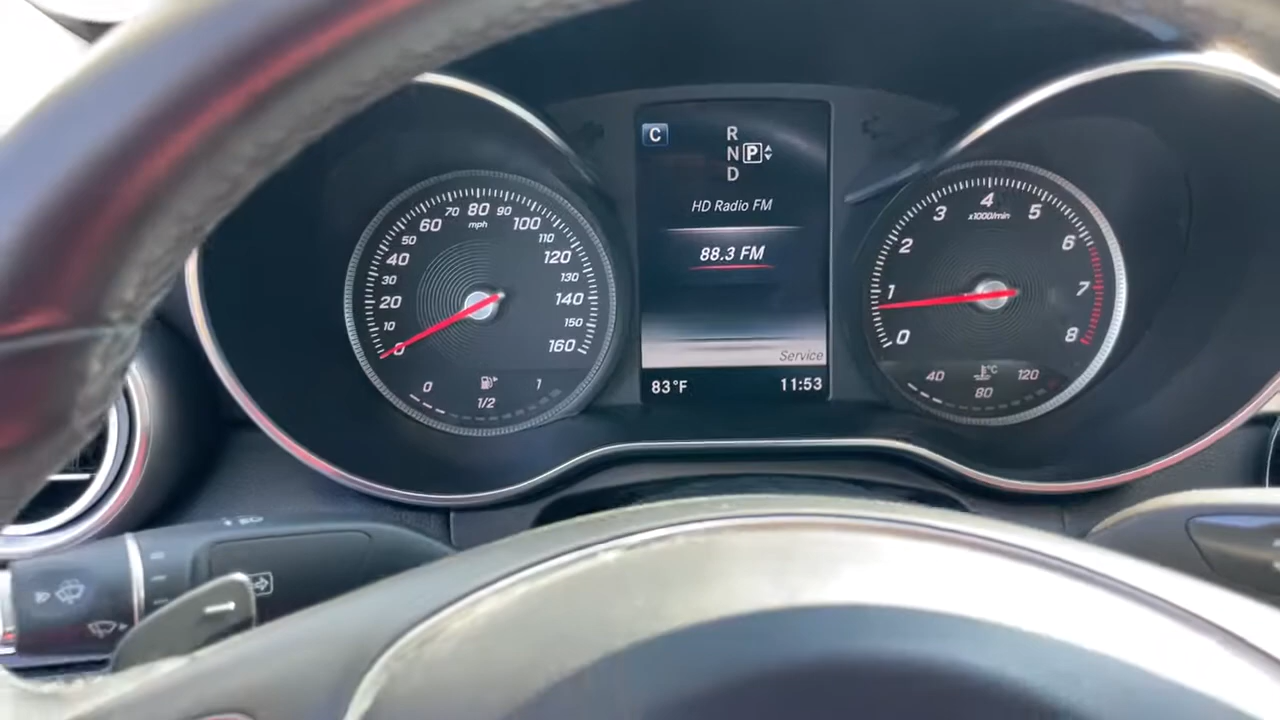 C
R
N P
D
HD Radio FM
88.3 FM
Service
83°F 11:53
0 10 20 30 40 50 60 70 80 90 100 110 120 130 140 150 160
mph
0 1/2 1
0 1 2 3 4 5 6 7 8
x1000/min
40 80 120
°C